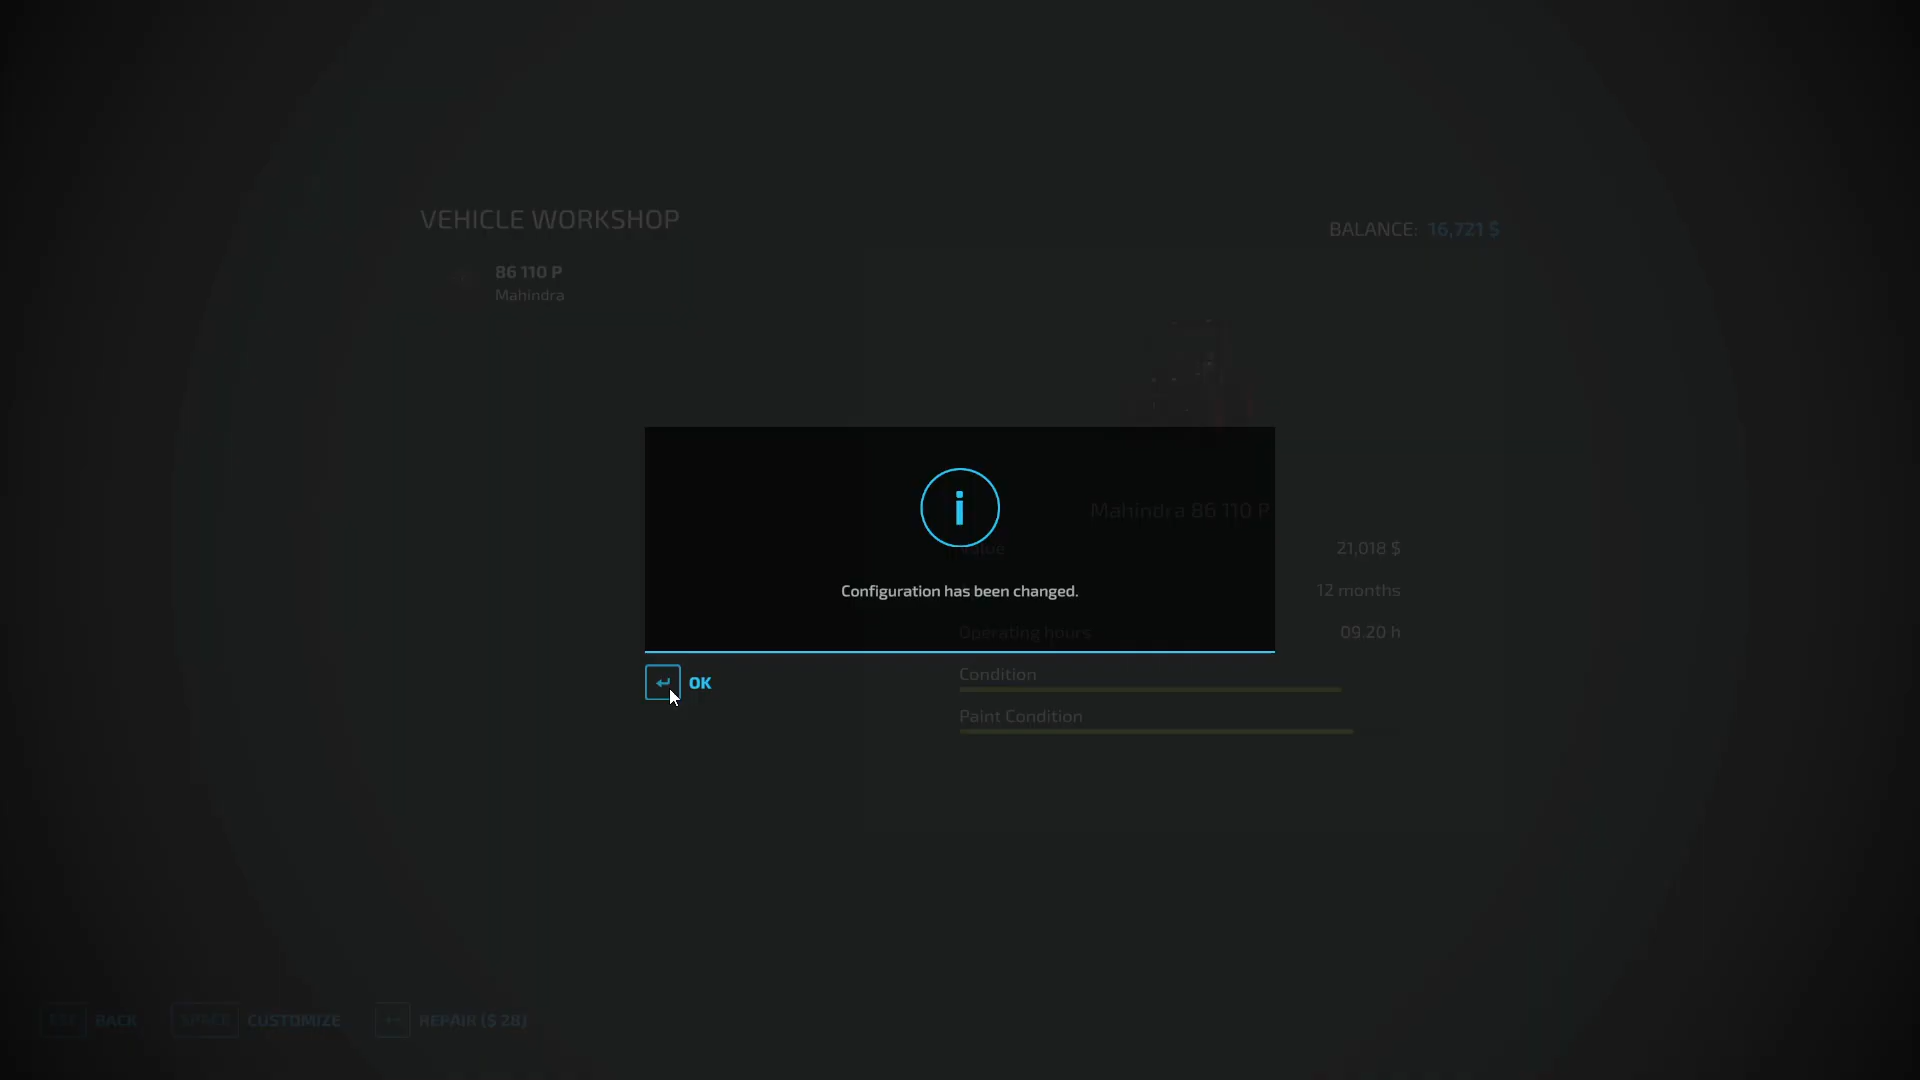 VEHICLE WORKSHOP
BALANCE: 16,721 $
86 110 P
Mahindra
Mahindra 86 110 P
Value
21,018 $
Configuration has been changed.
12 months
Operating hours
09.20 h
OK
Condition
Paint Condition
ESC BACK SPACE CUSTOMIZE REPAIR ($ 28)